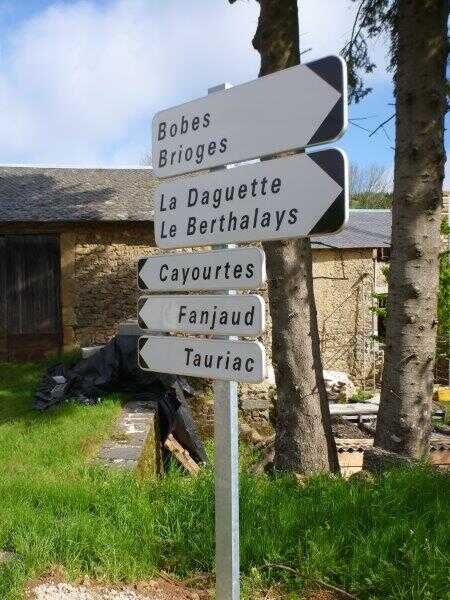 Bobes
Brioges
La Daguette
Le Berthalays
Cayourtes
Fanjaud
Tauriac